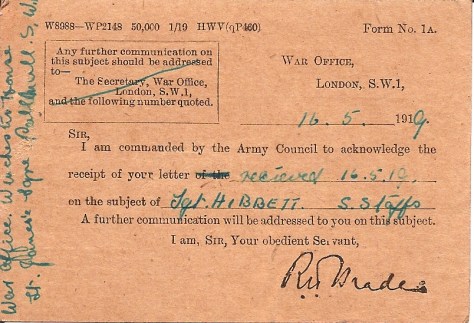 W8988—WP2148 50,000 1/19 HWV(qP460)
Form No. 1A.
Any further communication on
this subject should be addressed
to—
The Secretary, War Office,
London, S.W.1,
and the following number quoted.
War Office,
London, S.W.1,
16.5.1919.
Sir,
I am commanded by the Army Council to acknowledge
the receipt of your letter of the recieved 16.5.19
on the subject of Sgt. HIBBETT S. Staffs
A further communication will be addressed to you on this subject.
I am, Sir, Your obedient Servant,
War Office. Winchester House
St. James's Sqre Pall Mall. S.W.